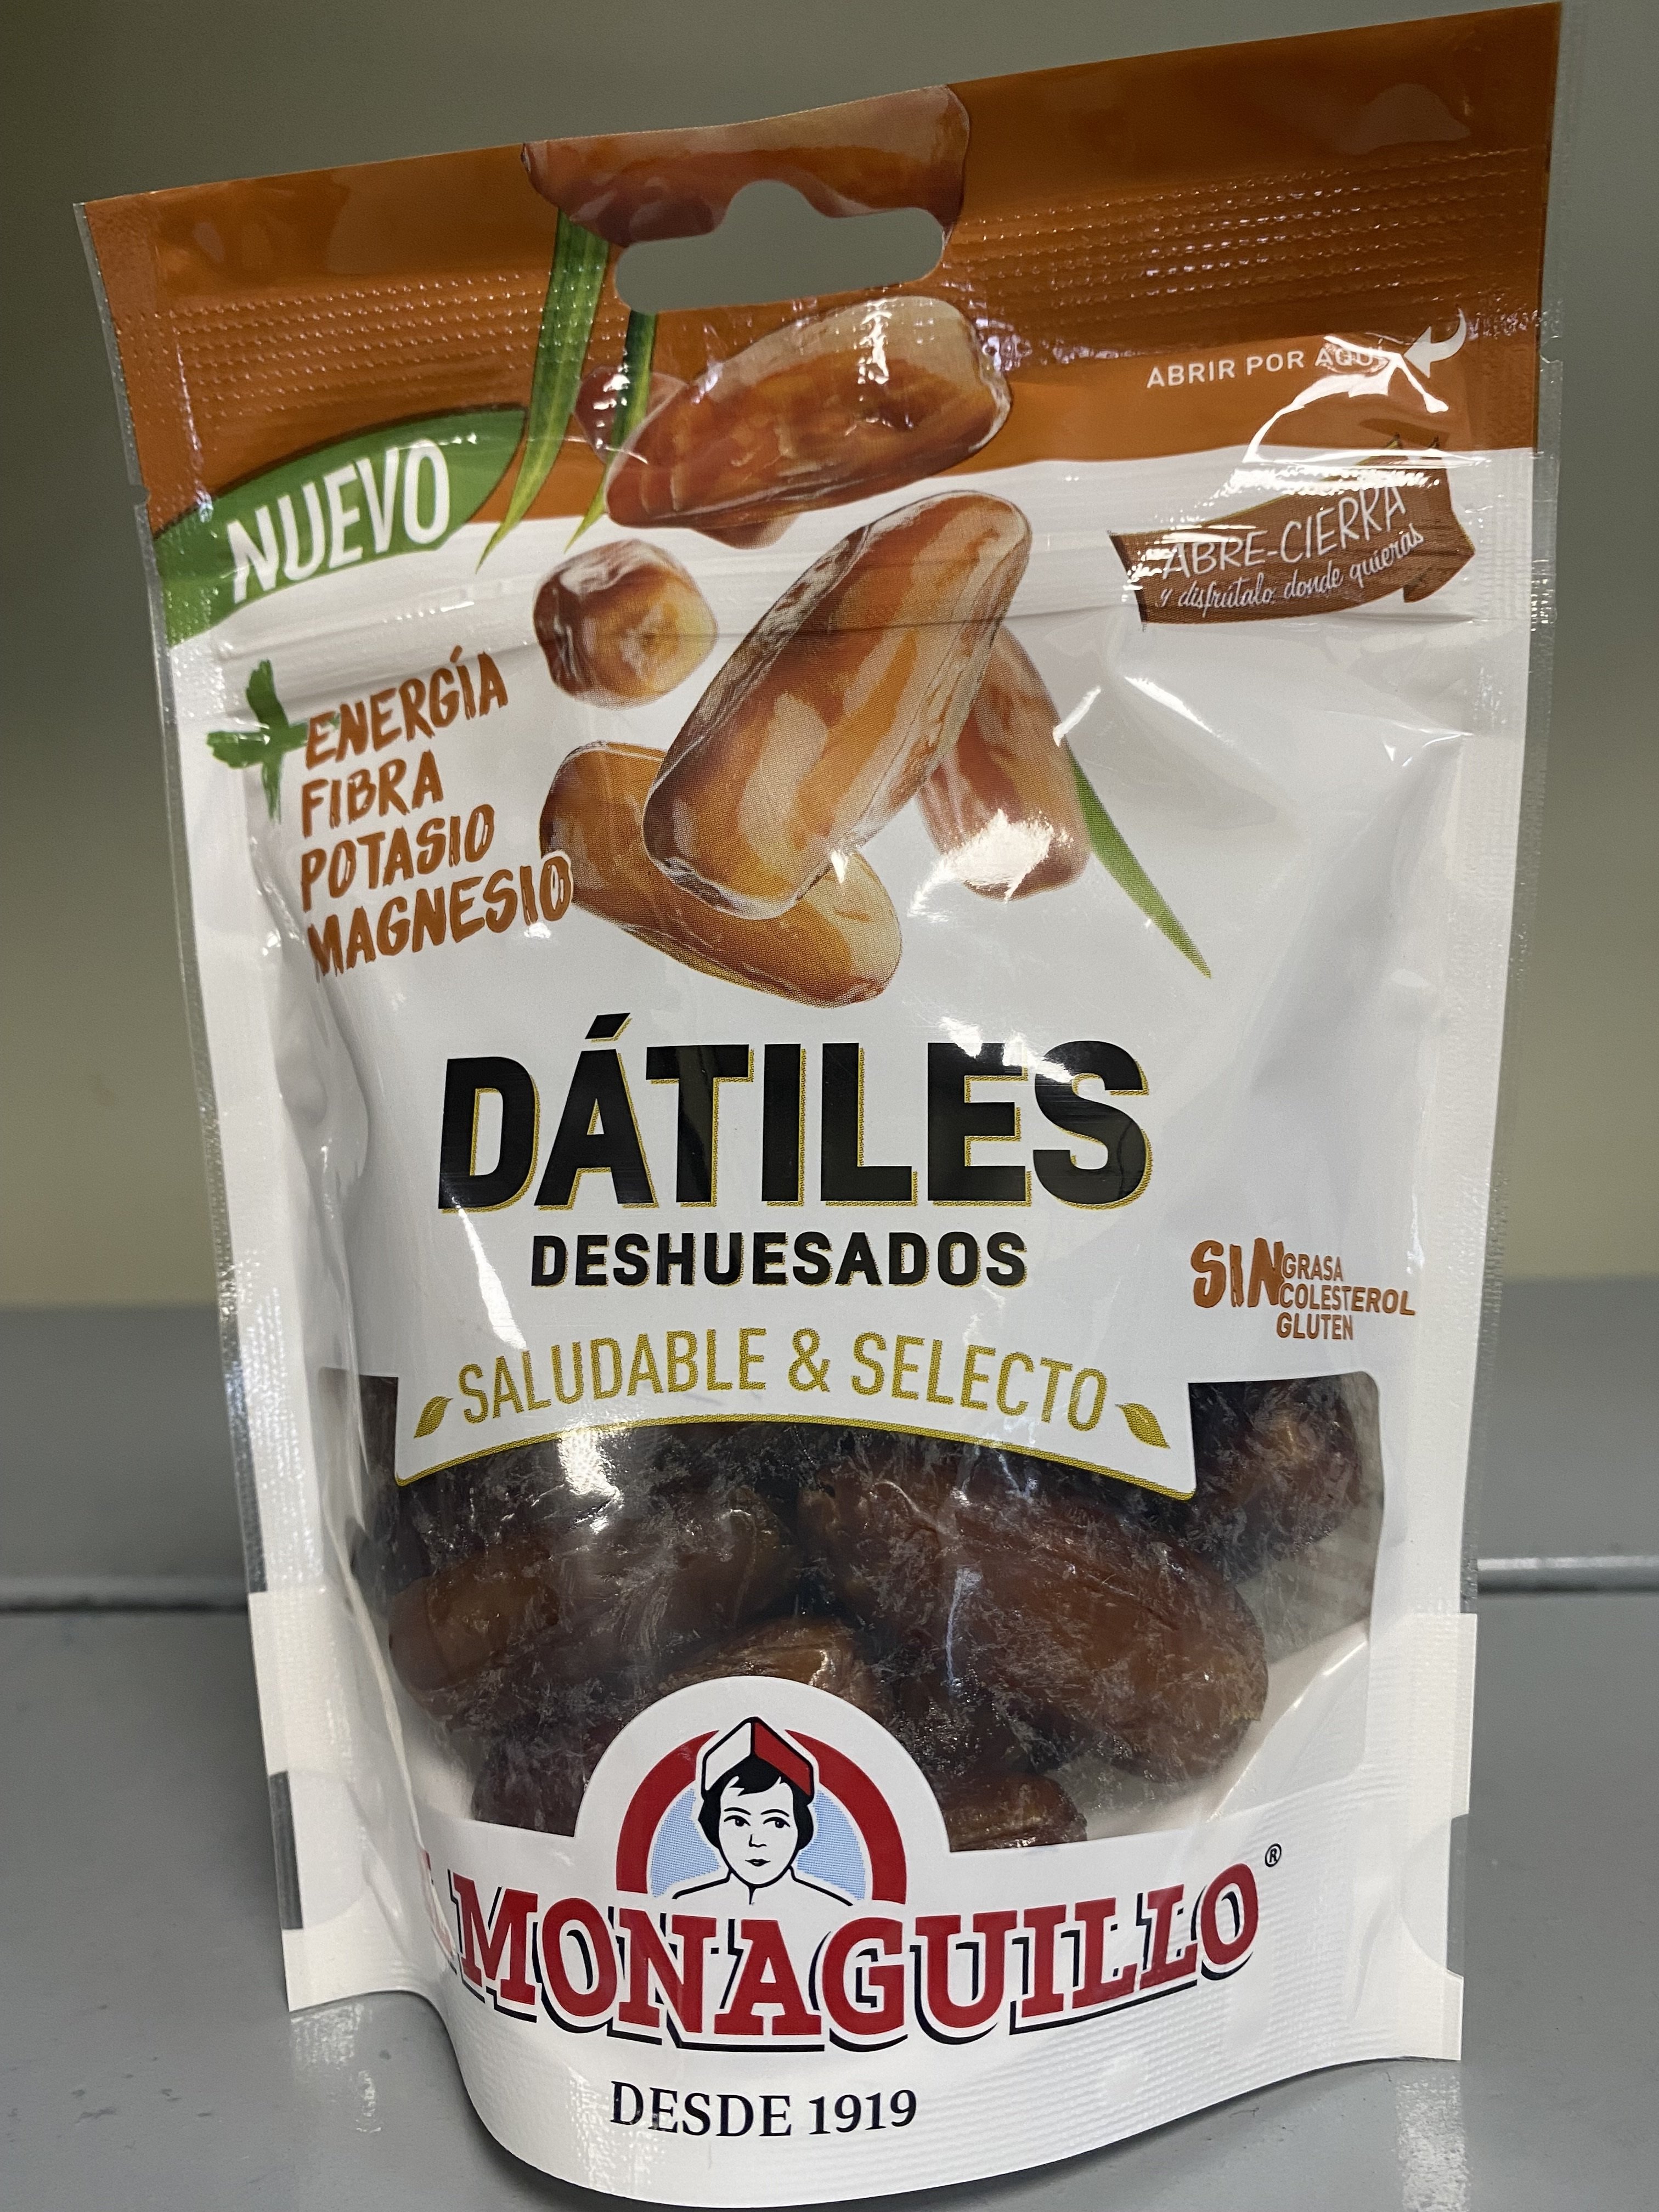 ABRIR POR AQUÍ
NUEVO
ABRE-CIERRA
y disfrútalo donde quieras
+ ENERGÍA
FIBRA
POTASIO
MAGNESIO
DÁTILES
DESHUESADOS
SIN GRASA
COLESTEROL
GLUTEN
SALUDABLE & SELECTO
MONAGUILLO®
DESDE 1919